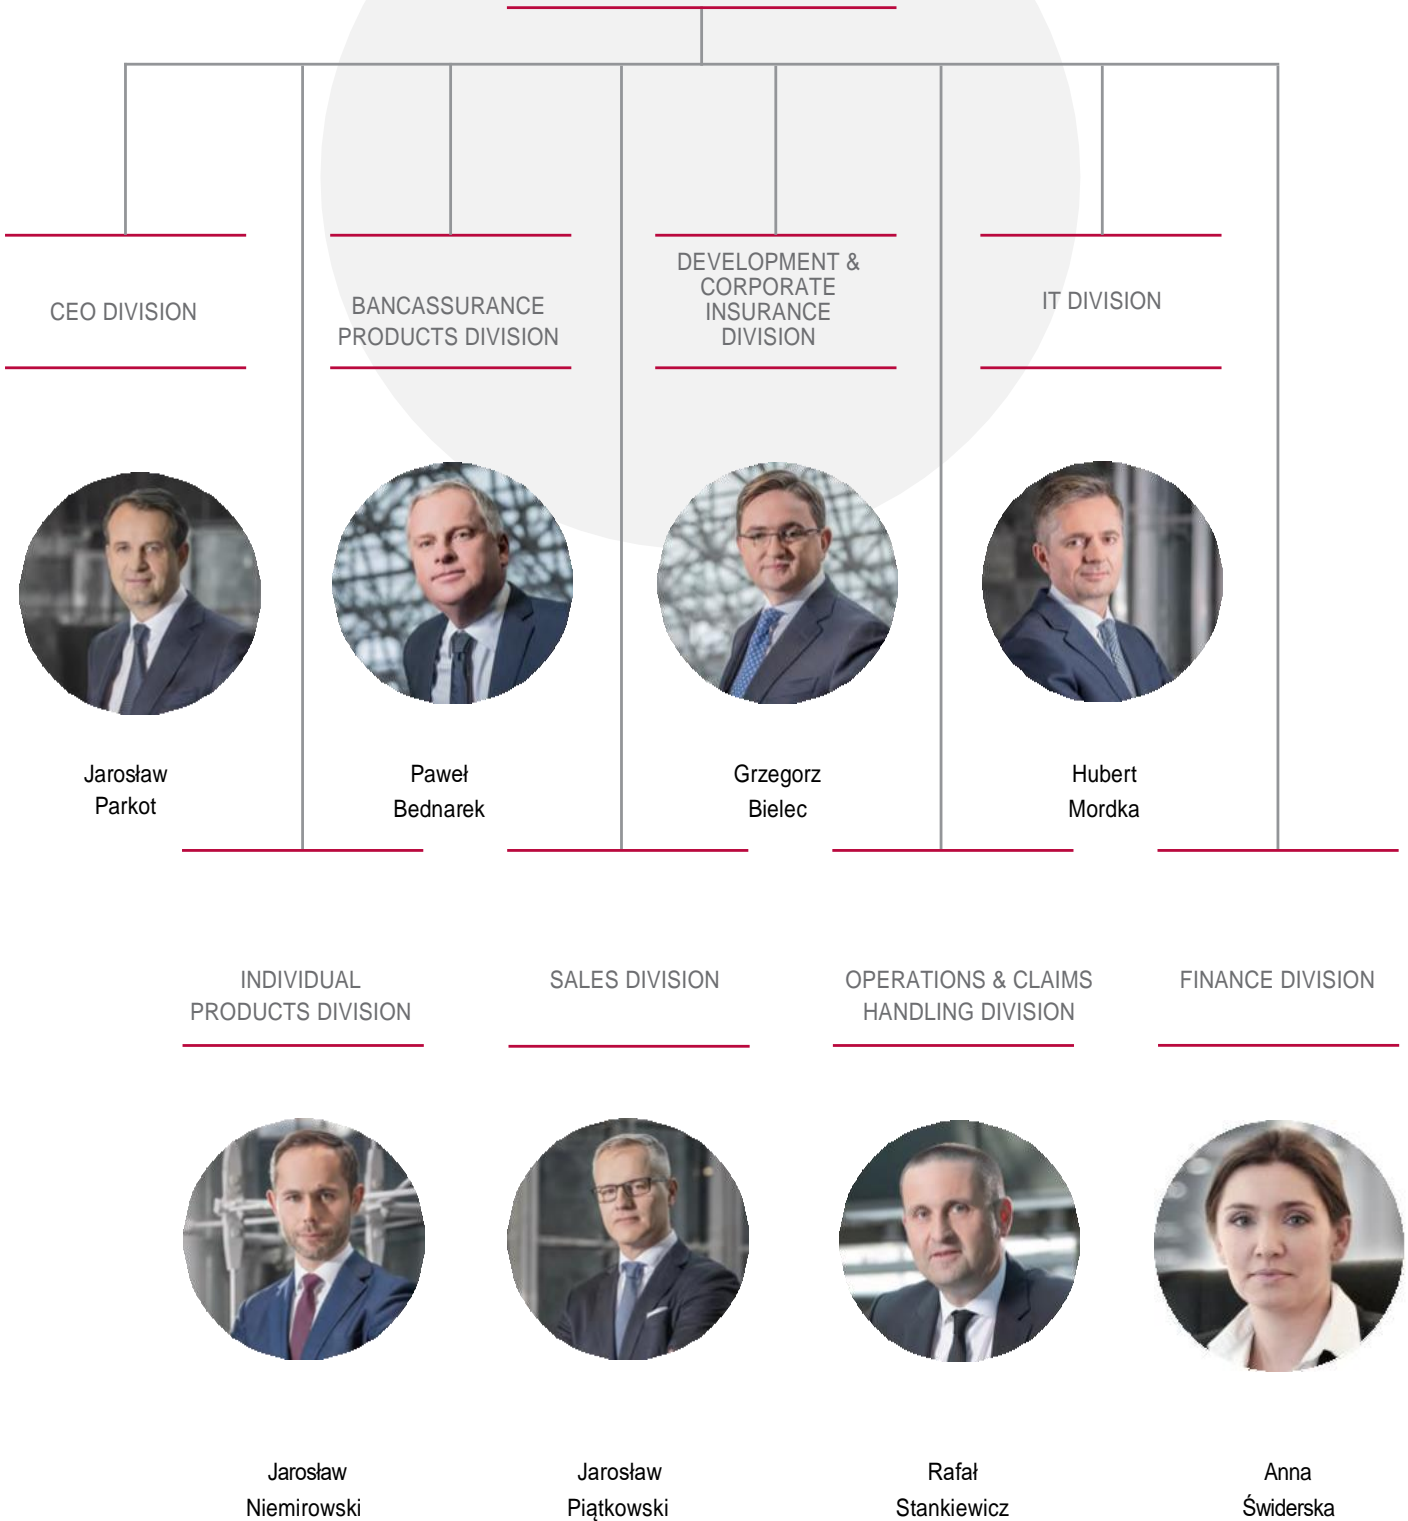 CEO DIVISION
BANCASSURANCE
PRODUCTS DIVISION
DEVELOPMENT &
CORPORATE
INSURANCE
DIVISION
IT DIVISION
Jarosław
Parkot
Paweł
Bednarek
Grzegorz
Bielec
Hubert
Mordka
INDIVIDUAL
PRODUCTS DIVISION
SALES DIVISION
OPERATIONS & CLAIMS
HANDLING DIVISION
FINANCE DIVISION
Jarosław
Niemirowski
Jarosław
Piątkowski
Rafał
Stankiewicz
Anna
Świderska